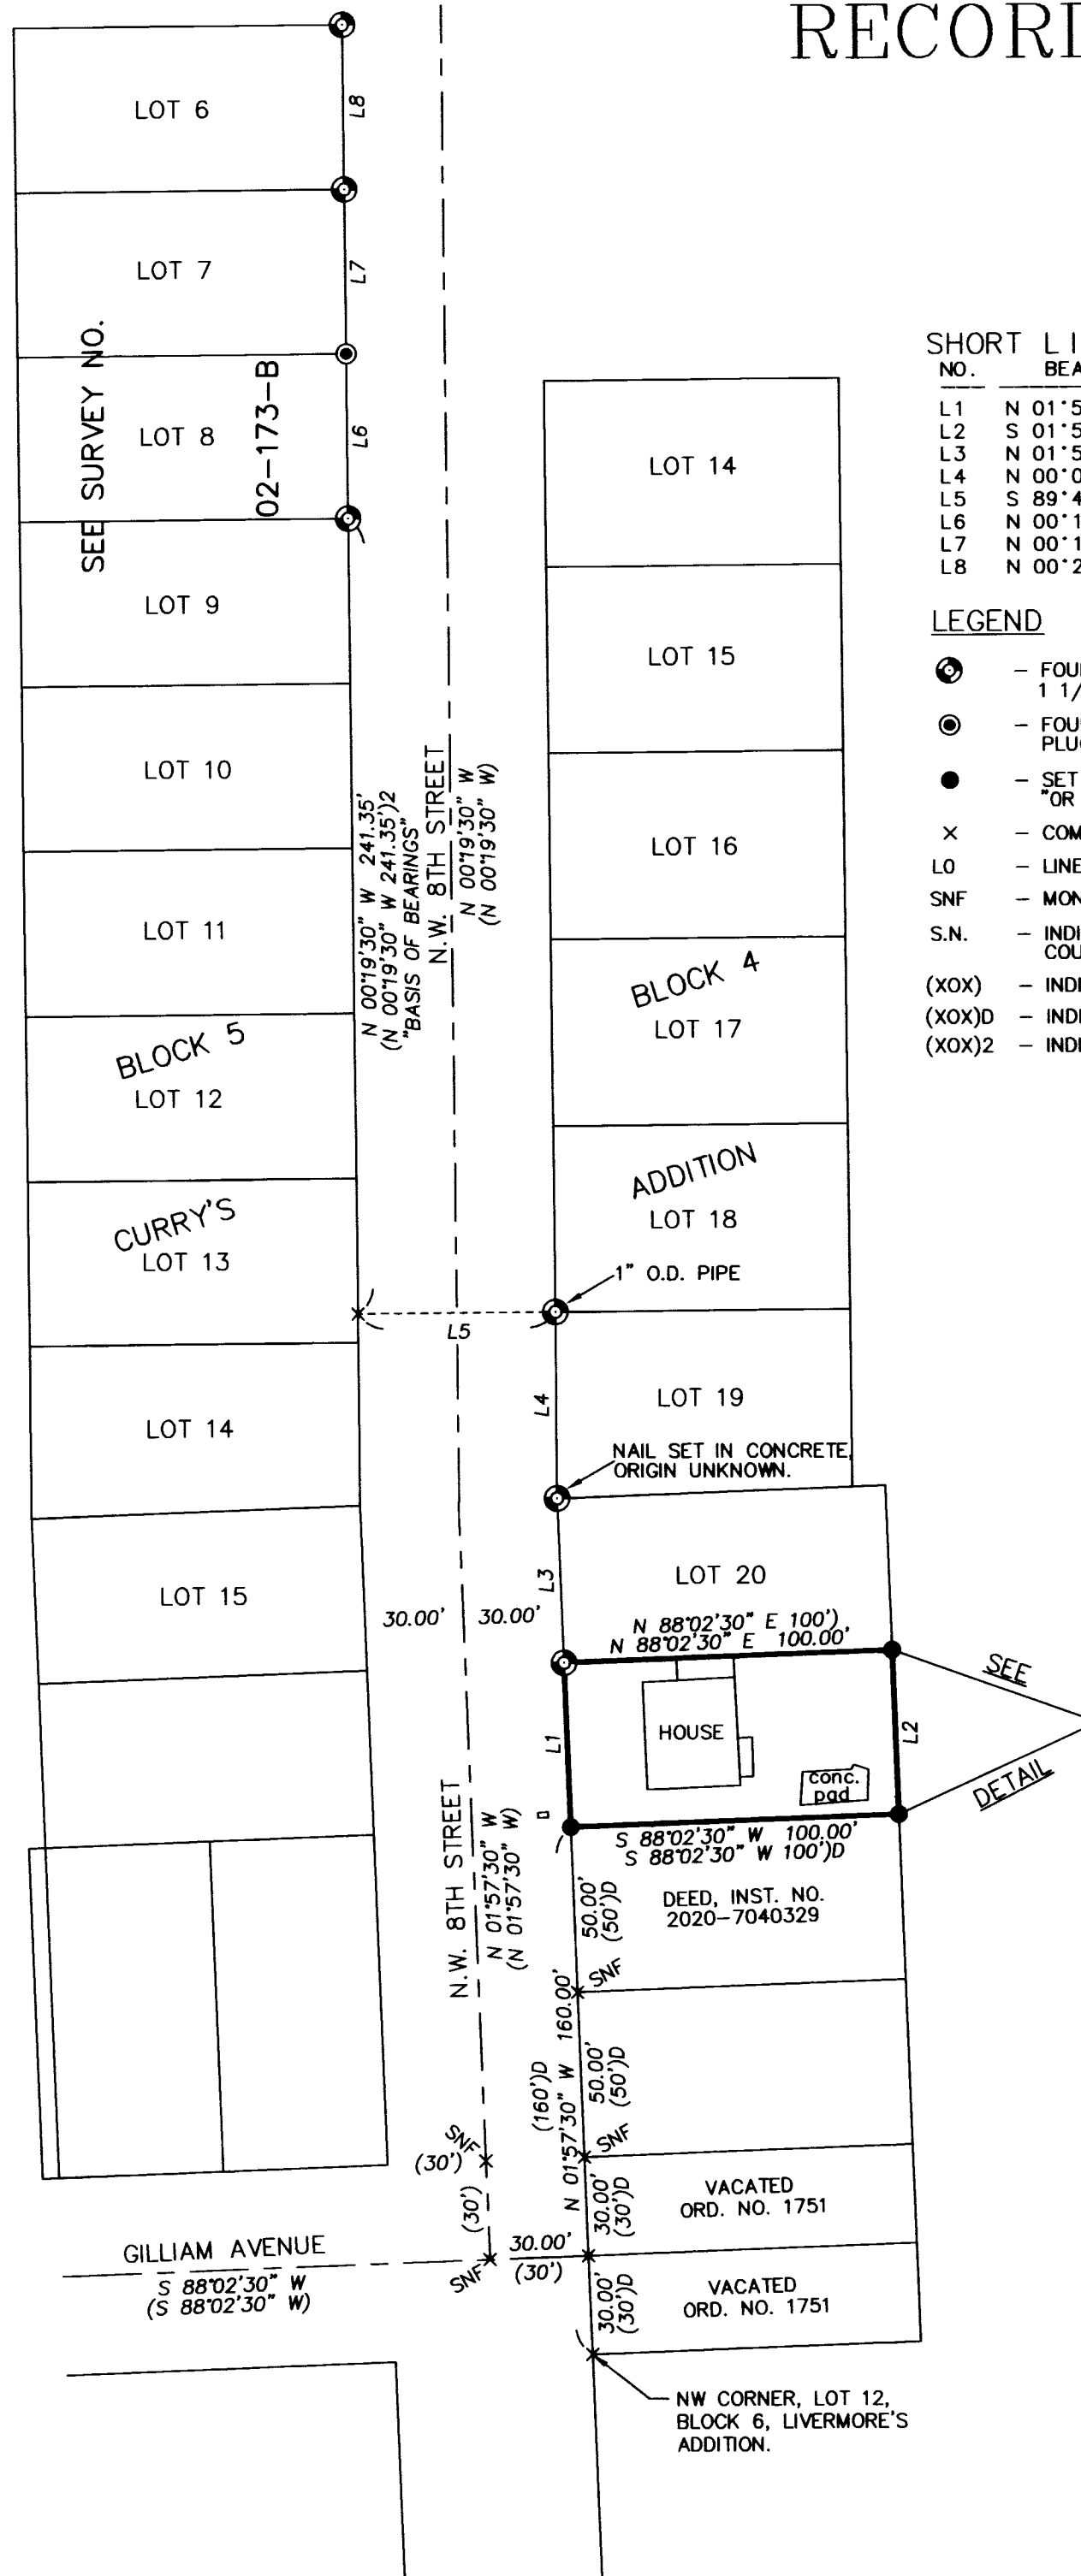 RECORD
LOT 6
L8
LOT 7
L7
SEE SURVEY NO.
02-173-B
LOT 8
L6
LOT 9
LOT 10
LOT 11
BLOCK 5
LOT 12
CURRY'S
LOT 13
LOT 14
LOT 15
N 00°19'30" W 241.35'
(N 00°19'30" W 241.35')2
"BASIS OF BEARINGS"
N.W. 8TH STREET
N 00°19'30" W
(N 00°19'30" W)
LOT 14
LOT 15
LOT 16
BLOCK 4
LOT 17
ADDITION
LOT 18
1" O.D. PIPE
L5
L4
LOT 19
NAIL SET IN CONCRETE,
ORIGIN UNKNOWN.
L3
LOT 20
30.00' 30.00'
N 88°02'30" E 100')
N 88°02'30" E 100.00'
SEE
DETAIL
L1
HOUSE
L2
conc.
pad
S 88°02'30" W 100.00'
S 88°02'30" W 100')D
N.W. 8TH STREET
N 01°57'30" W
(N 01°57'30" W)
50.00'
(50')D
DEED, INST. NO.
2020-7040329
SNF
(160')D
N 01°57'30" W 160.00'
50.00'
(50')D
SNF
SNF
(30')
(30')
30.00'
(30')D
VACATED
ORD. NO. 1751
GILLIAM AVENUE
S 88°02'30" W
(S 88°02'30" W)
SNF
30.00'
(30')
30.00'
(30')D
VACATED
ORD. NO. 1751
NW CORNER, LOT 12,
BLOCK 6, LIVERMORE'S
ADDITION.
SHORT LI
NO. BEA
L1 N 01°5
L2 S 01°5
L3 N 01°5
L4 N 00°0
L5 S 89°4
L6 N 00°1
L7 N 00°1
L8 N 00°2
LEGEND
- FOU
1 1/
- FOU
PLU
- SET
"OR
× - COM
L0 - LINE
SNF - MON
S.N. - INDI
COU
(XOX) - INDI
(XOX)D - INDI
(XOX)2 - INDI